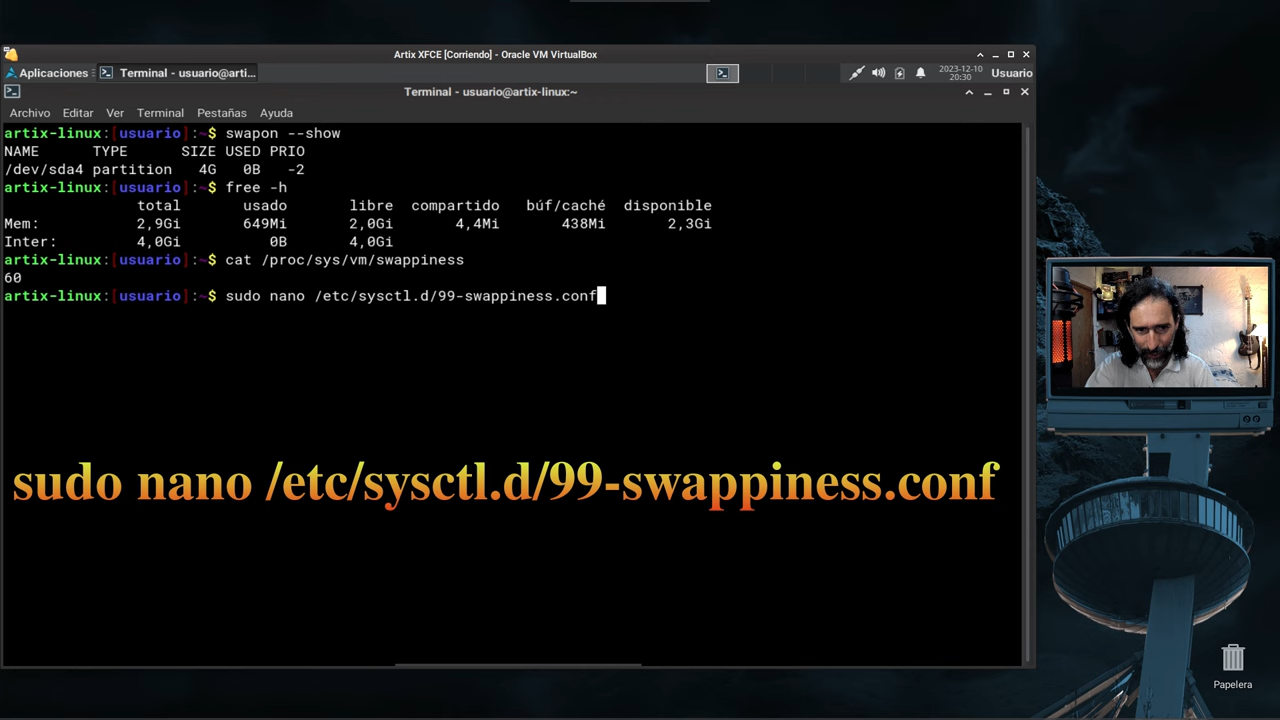 Artix XFCE [Corriendo] - Oracle VM VirtualBox
Aplicaciones Terminal - usuario@arti... 2023-12-10 20:30 Usuario
Terminal - usuario@artix-linux:~
Archivo Editar Ver Terminal Pestañas Ayuda
artix-linux:[usuario]:~$ swapon --show
NAME TYPE SIZE USED PRIO
/dev/sda4 partition 4G 0B -2
artix-linux:[usuario]:~$ free -h
total usado libre compartido búf/caché disponible
Mem: 2,9Gi 649Mi 2,0Gi 4,4Mi 438Mi 2,3Gi
Inter: 4,0Gi 0B 4,0Gi
artix-linux:[usuario]:~$ cat /proc/sys/vm/swappiness
60
artix-linux:[usuario]:~$ sudo nano /etc/sysctl.d/99-swappiness.conf
sudo nano /etc/sysctl.d/99-swappiness.conf
Papelera